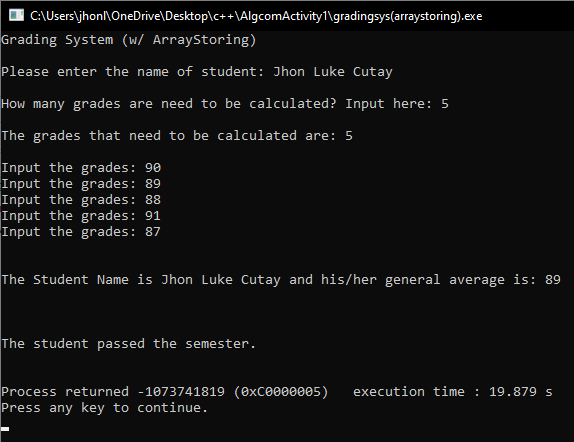 C:\Users\jhonl\OneDrive\Desktop\c++\AlgcomActivity1\gradingsys(arraystoring).exe
Grading System (w/ ArrayStoring)
Please enter the name of student: Jhon Luke Cutay
How many grades are need to be calculated? Input here: 5
The grades that need to be calculated are: 5
Input the grades: 90
Input the grades: 89
Input the grades: 88
Input the grades: 91
Input the grades: 87
The Student Name is Jhon Luke Cutay and his/her general average is: 89
The student passed the semester.
Process returned -1073741819 (0xC0000005)   execution time : 19.879 s
Press any key to continue.